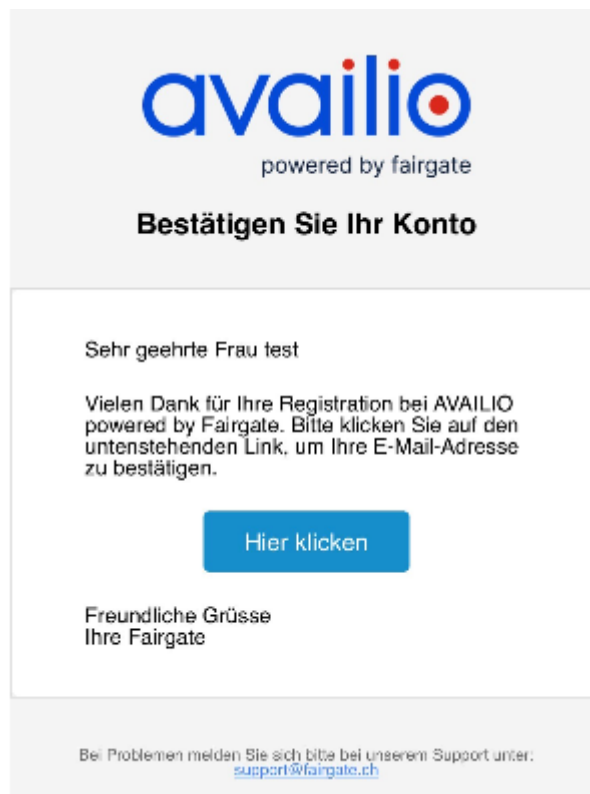 availio
powered by fairgate
Bestätigen Sie Ihr Konto
Sehr geehrte Frau test
Vielen Dank für Ihre Registration bei AVAILIO
powered by Fairgate. Bitte klicken Sie auf den
untenstehenden Link, um Ihre E-Mail-Adresse
zu bestätigen.
Hier klicken
Freundliche Grüsse
Ihre Fairgate
Bei Problemen melden Sie sich bitte bei unserem Support unter:
support@fairgate.ch